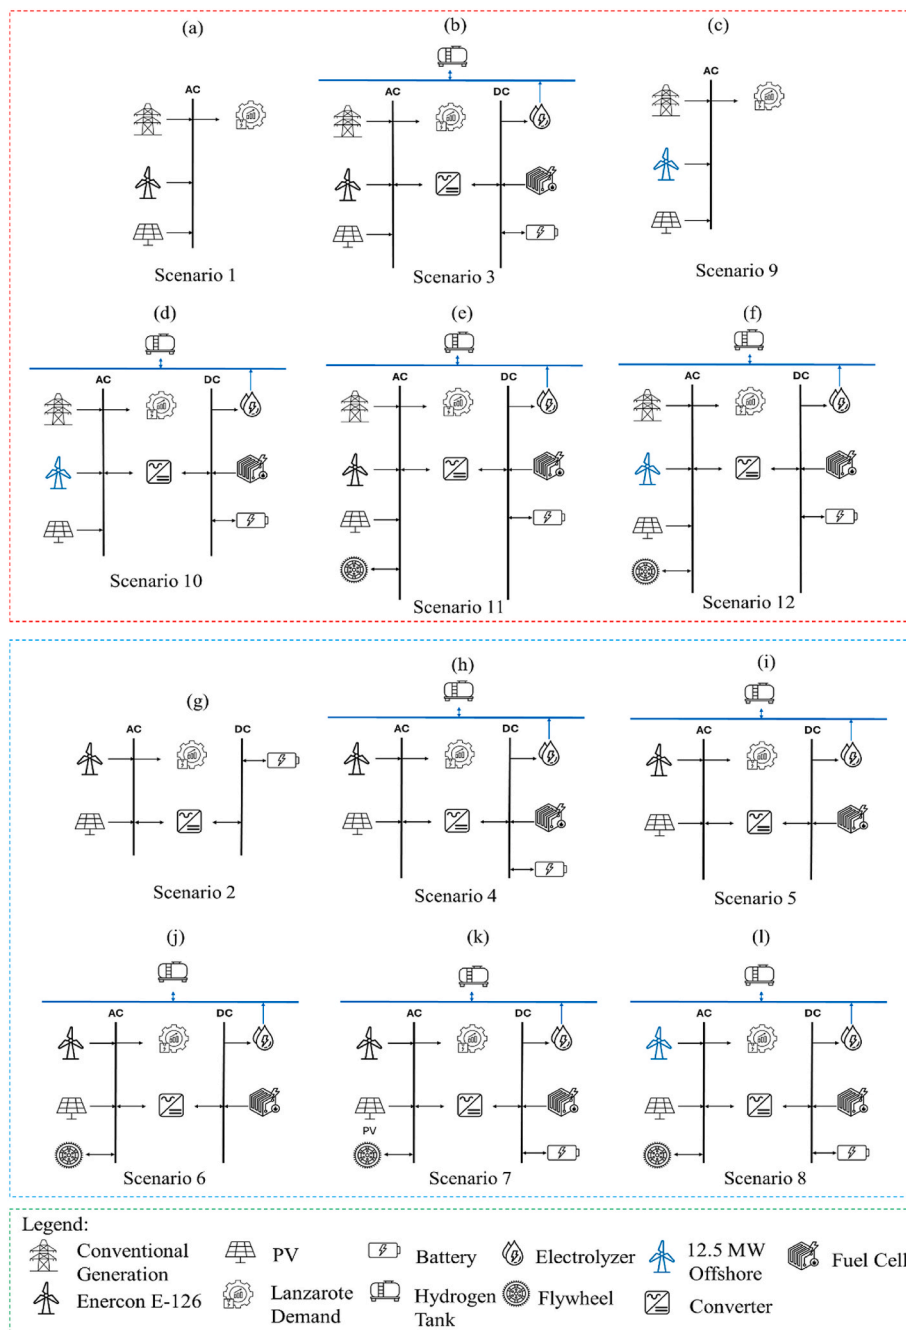 (a)
(b)
(c)
AC
AC
DC
AC
Scenario 1
Scenario 3
Scenario 9
(d)
(e)
(f)
AC
DC
AC
DC
AC
DC
Scenario 10
Scenario 11
Scenario 12
(g)
(h)
(i)
AC
DC
AC
DC
AC
DC
Scenario 2
Scenario 4
Scenario 5
(j)
(k)
(l)
AC
DC
AC
DC
AC
DC
PV
Scenario 6
Scenario 7
Scenario 8
Legend:
Conventional
Generation
PV
Battery
Electrolyzer
12.5 MW
Offshore
Fuel Cell
Enercon E-126
Lanzarote
Demand
Hydrogen
Tank
Flywheel
Converter